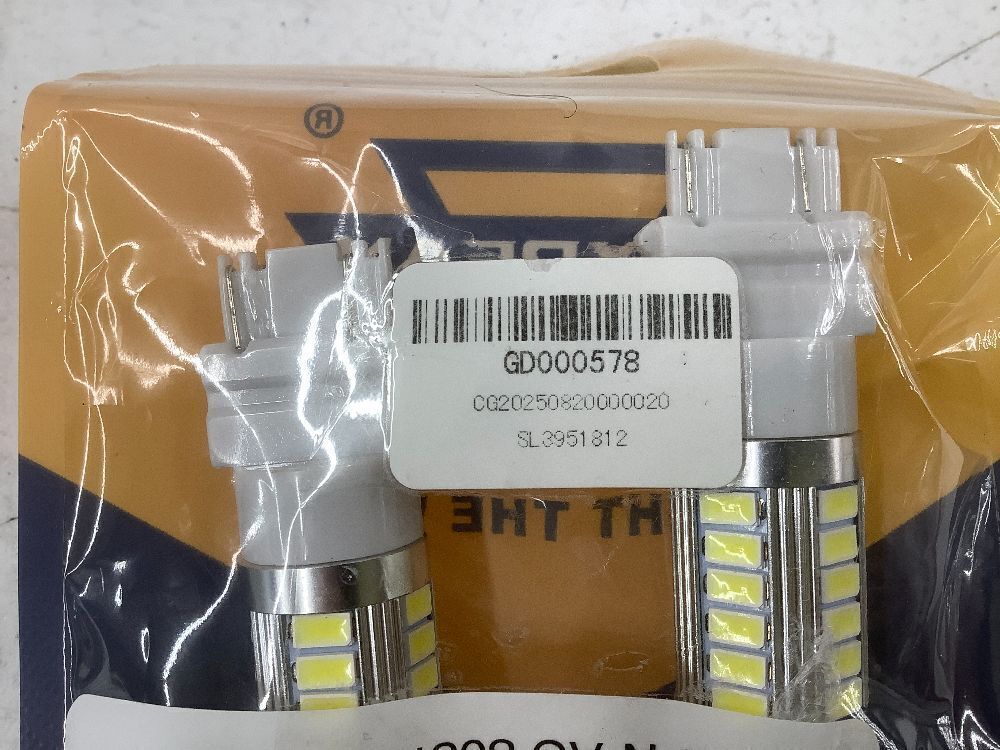 ®
GD000578
CG20250820000020
SL3951812
HT THE